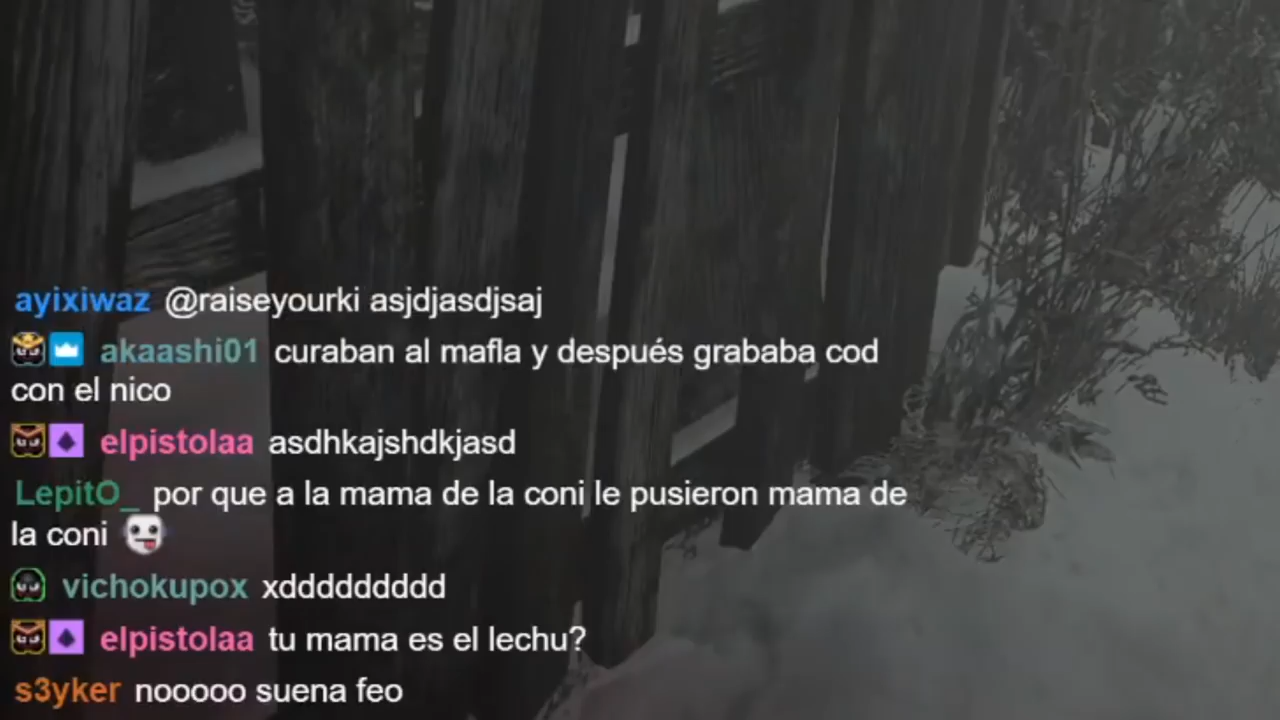 ayixiwaz @raiseyourki asjdjasdjsaj
akaashi01 curaban al mafla y después grababa cod
con el nico
elpistolaa asdhkajshdkjasd
LepitO_ por que a la mama de la coni le pusieron mama de
la coni
vichokupox xddddddddd
elpistolaa tu mama es el lechu?
s3yker nooooo suena feo